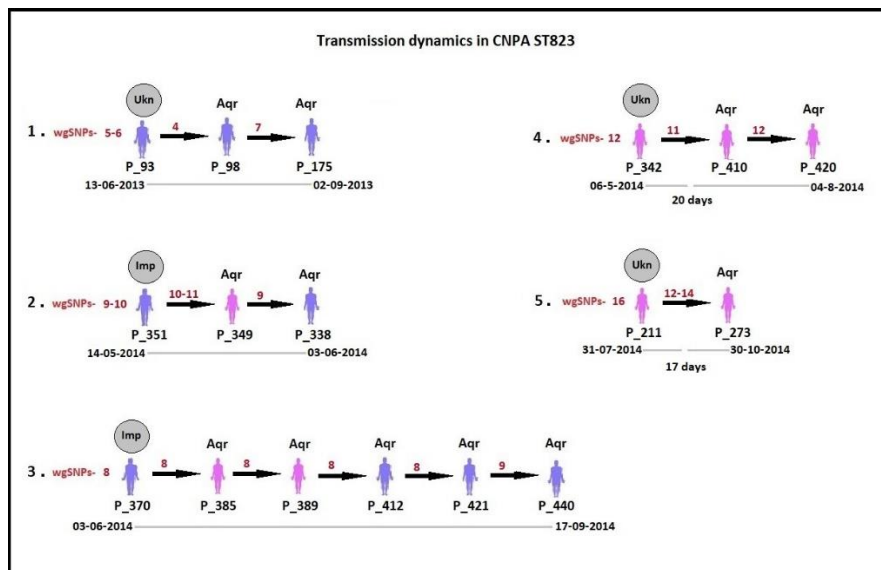 Transmission dynamics in CNPA ST823
Ukn
Aqr
Aqr
1. wgSNPs- 5-6
4
7
P_93
P_98
P_175
13-06-2013
02-09-2013
Imp
Aqr
Aqr
2. wgSNPs- 9-10
10-11
9
P_351
P_349
P_338
14-05-2014
03-06-2014
Imp
Aqr
Aqr
Aqr
Aqr
Aqr
3. wgSNPs- 8
8
8
8
8
9
P_370
P_385
P_389
P_412
P_421
P_440
03-06-2014
17-09-2014
Ukn
Aqr
Aqr
4. wgSNPs- 12
11
12
P_342
P_410
P_420
06-5-2014
04-8-2014
20 days
Ukn
Aqr
5. wgSNPs- 16
12-14
P_211
P_273
31-07-2014
30-10-2014
17 days